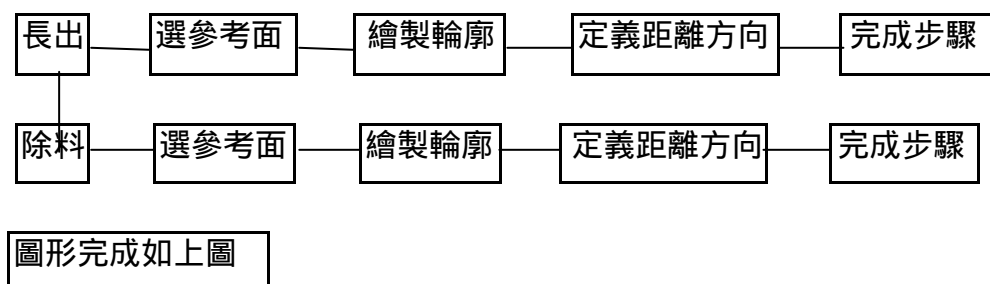 長出 選參考面 繪製輪廓 定義距離方向 完成步驟
除料 選參考面 繪製輪廓 定義距離方向 完成步驟
圖形完成如上圖